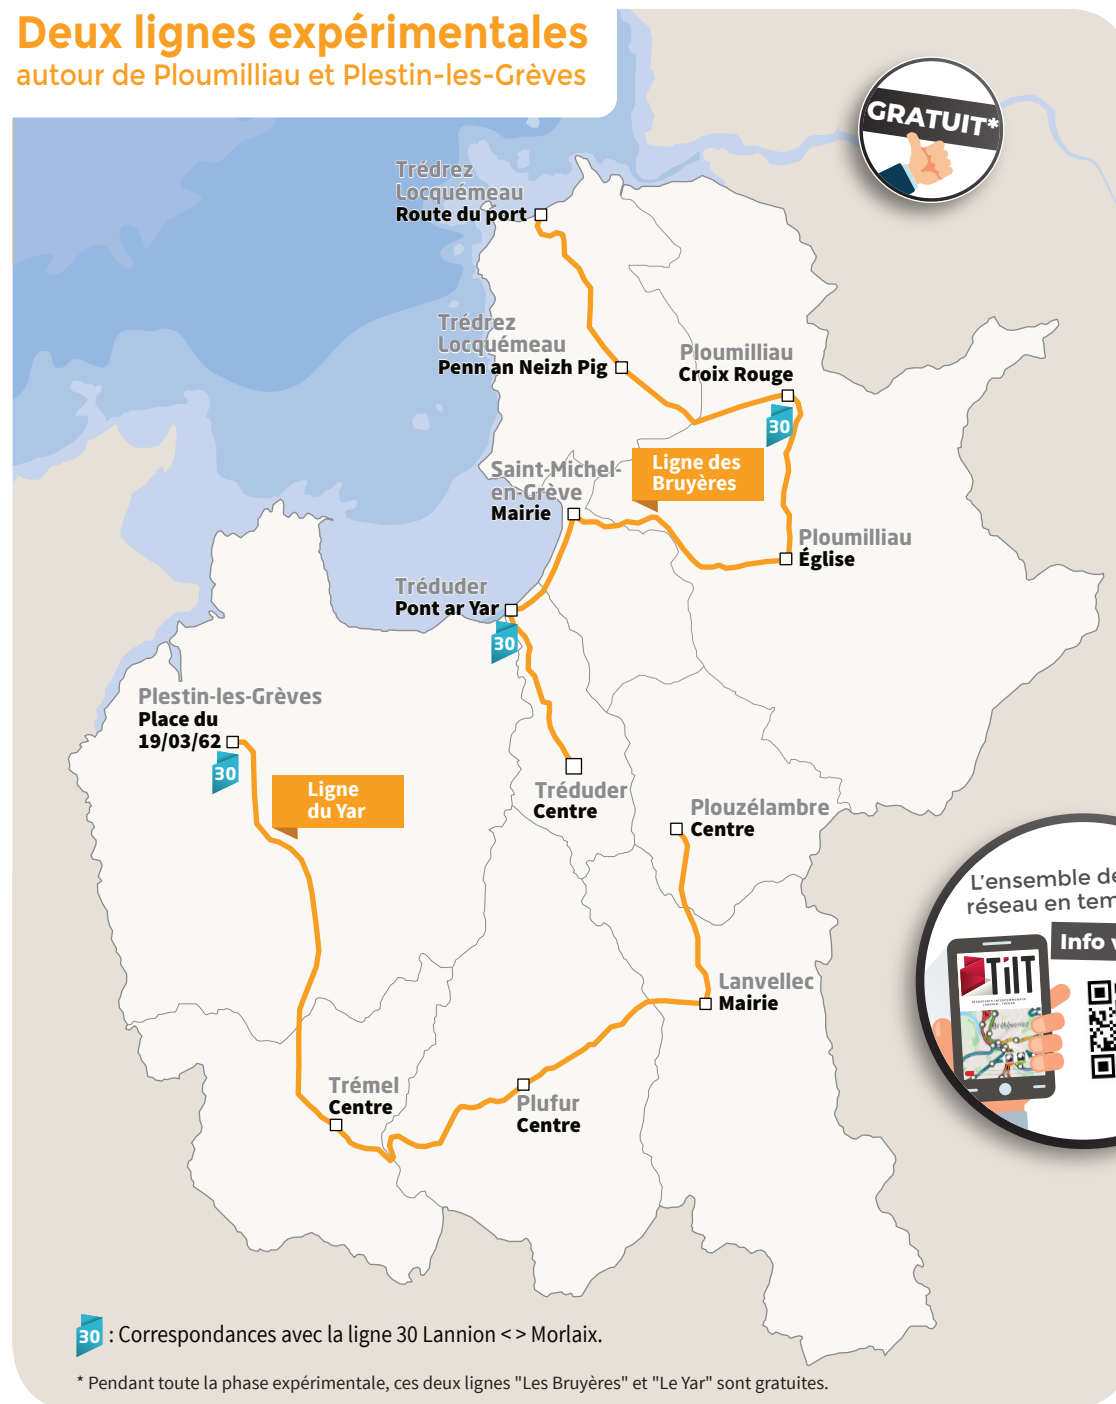 Deux lignes expérimentales
autour de Ploumilliau et Plestin-les-Grèves
GRATUIT*
Trédrez
Locquémeau
Route du port
Trédrez
Locquémeau
Penn an Neizh Pig
Ploumilliau
Croix Rouge
30
Ligne des
Bruyères
Saint-Michel-
en-Grève
Mairie
Ploumilliau
Église
Tréduder
Pont ar Yar
30
Plestin-les-Grèves
Place du
19/03/62
30
Ligne
du Yar
Tréduder
Centre
Plouzélambre
Centre
L'ensemble de
réseau en tem
Info v
TILT
Lanvellec
Mairie
Trémel
Centre
Plufur
Centre
30 : Correspondances avec la ligne 30 Lannion < > Morlaix.
* Pendant toute la phase expérimentale, ces deux lignes "Les Bruyères" et "Le Yar" sont gratuites.